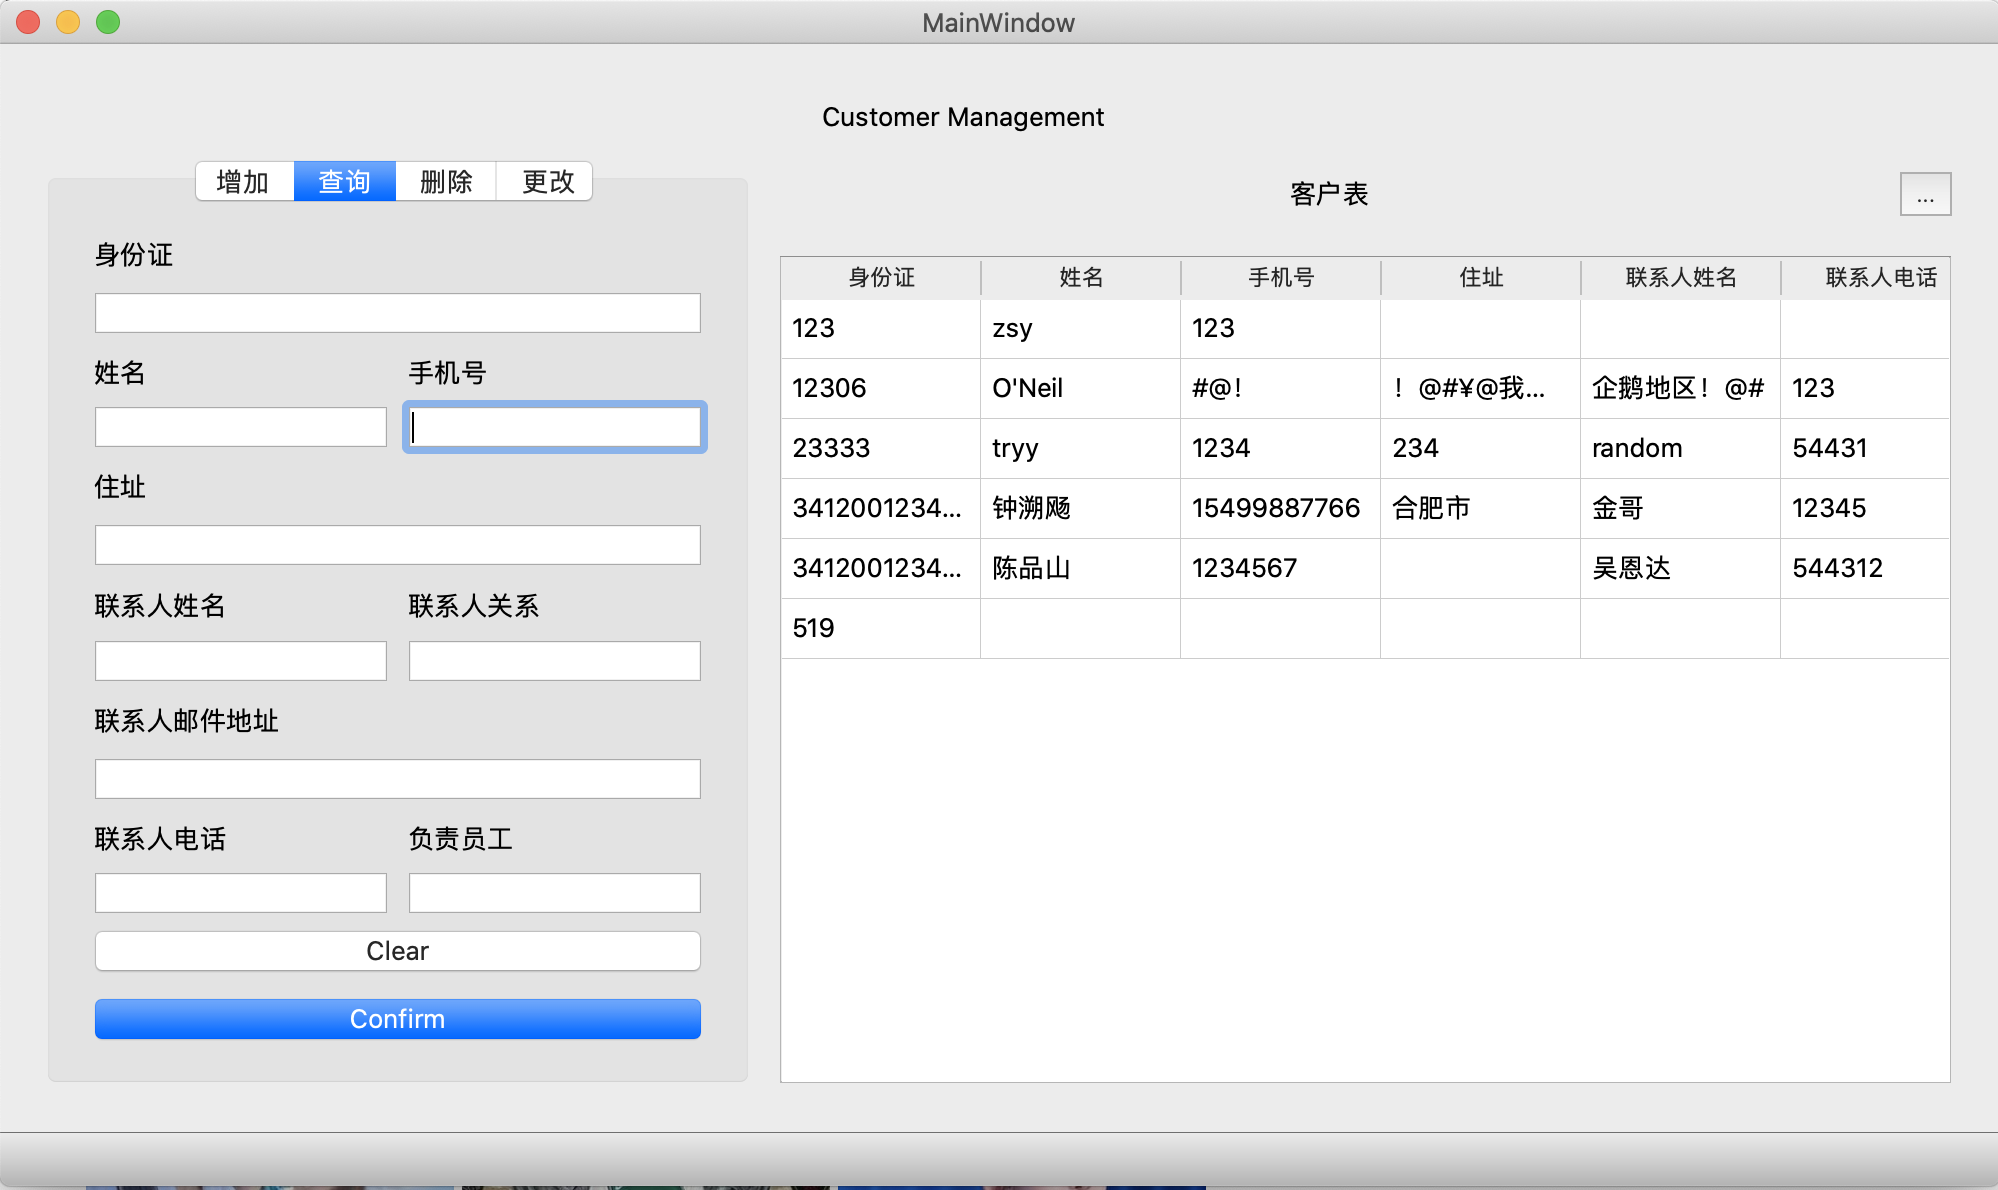 MainWindow
Customer Management
增加 查询 删除 更改
身份证
姓名 手机号
住址
联系人姓名 联系人关系
联系人邮件地址
联系人电话 负责员工
Clear
Confirm
客户表 ...
身份证 姓名 手机号 住址 联系人姓名 联系人电话
123 zsy 123
12306 O'Neil #@! ！@#¥@我... 企鹅地区！@# 123
23333 tryy 1234 234 random 54431
3412001234... 钟溯飏 15499887766 合肥市 金哥 12345
3412001234... 陈品山 1234567 吴恩达 544312
519